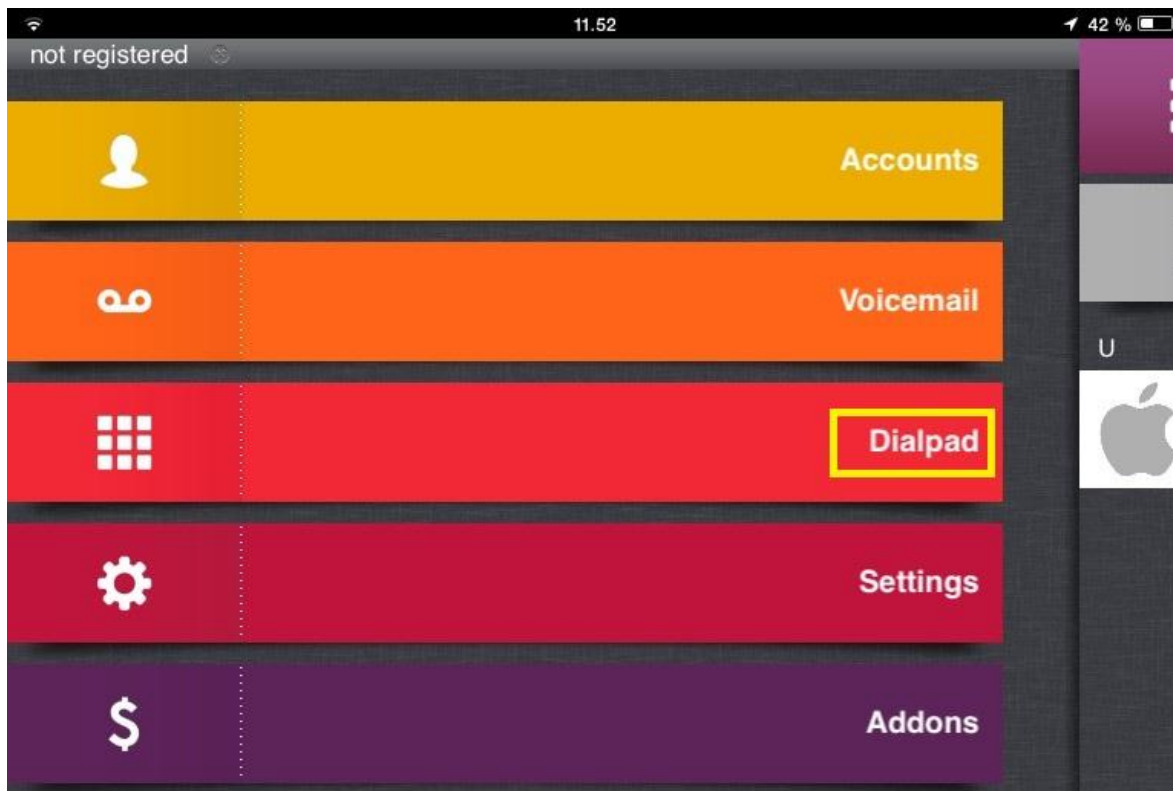 11.52
42 %
not registered
Accounts
Voicemail
U
Dialpad
Settings
$
Addons